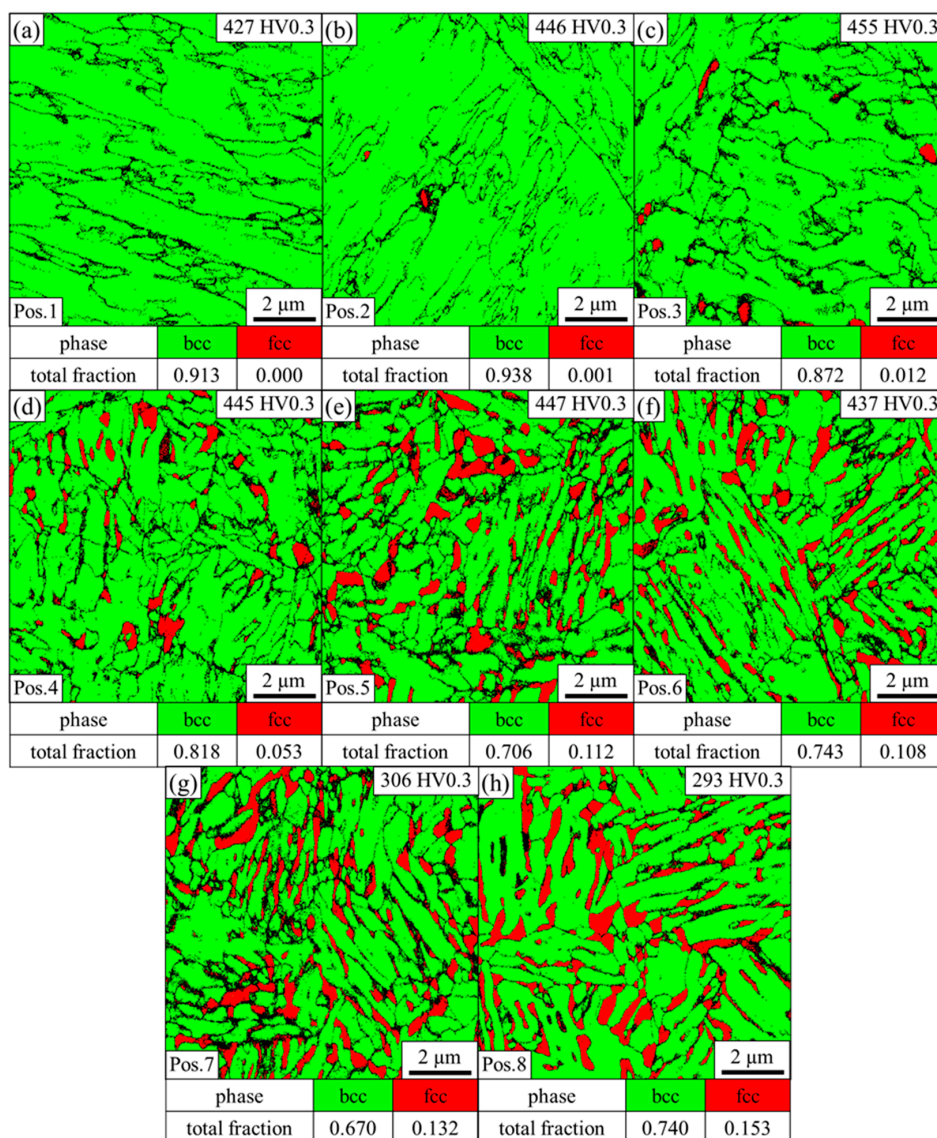 (a) 427 HV0.3 (b) 446 HV0.3 (c) 455 HV0.3
Pos.1 2 μm Pos.2 2 μm Pos.3 2 μm
phase bcc fcc phase bcc fcc phase bcc fcc
total fraction 0.913 0.000 total fraction 0.938 0.001 total fraction 0.872 0.012
(d) 445 HV0.3 (e) 447 HV0.3 (f) 437 HV0.3
Pos.4 2 μm Pos.5 2 μm Pos.6 2 μm
phase bcc fcc phase bcc fcc phase bcc fcc
total fraction 0.818 0.053 total fraction 0.706 0.112 total fraction 0.743 0.108
(g) 306 HV0.3 (h) 293 HV0.3
Pos.7 2 μm Pos.8 2 μm
phase bcc fcc phase bcc fcc
total fraction 0.670 0.132 total fraction 0.740 0.153